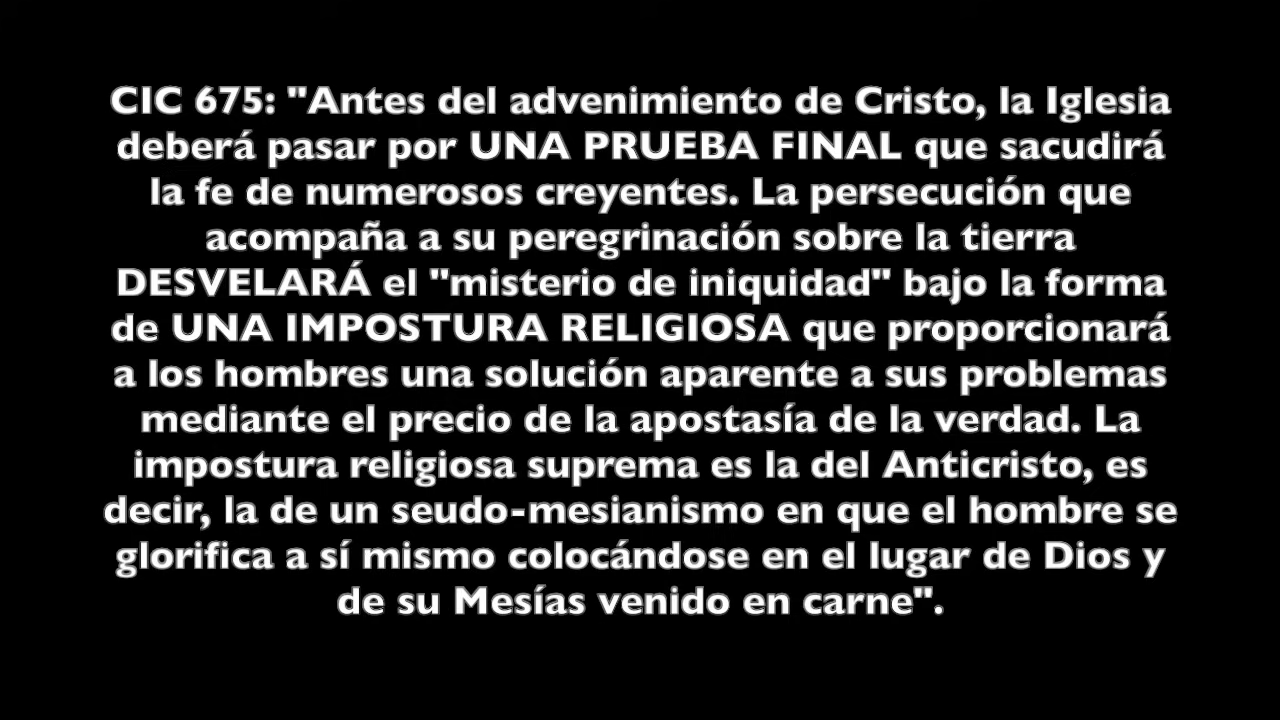 CIC 675: "Antes del advenimiento de Cristo, la Iglesia
deberá pasar por UNA PRUEBA FINAL que sacudirá
la fe de numerosos creyentes. La persecución que
acompaña a su peregrinación sobre la tierra
DESVELARÁ el "misterio de iniquidad" bajo la forma
de UNA IMPOSTURA RELIGIOSA que proporcionará
a los hombres una solución aparente a sus problemas
mediante el precio de la apostasía de la verdad. La
impostura religiosa suprema es la del Anticristo, es
decir, la de un seudo-mesianismo en que el hombre se
glorifica a sí mismo colocándose en el lugar de Dios y
de su Mesías venido en carne".